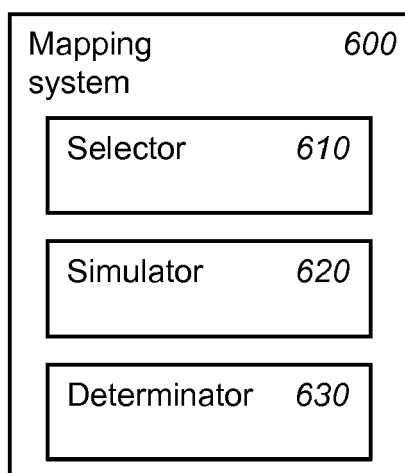 Mapping 600
system
Selector 610
Simulator 620
Determinator 630